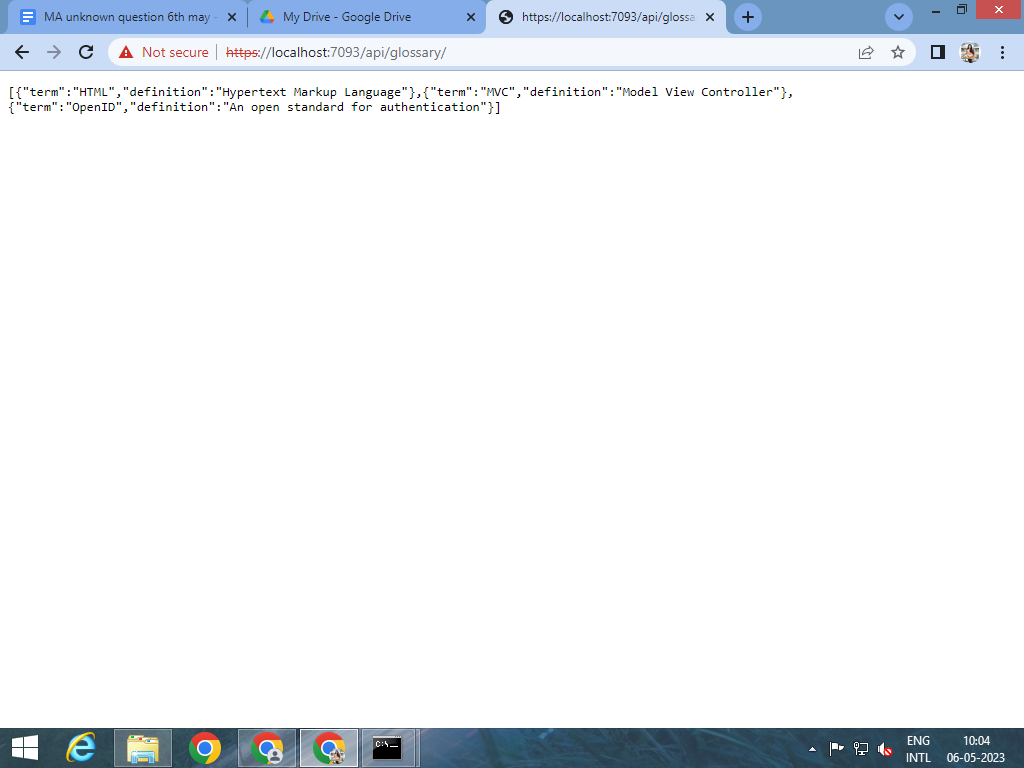 MA unknown question 6th may -
My Drive - Google Drive
https://localhost:7093/api/glossa
Not secure
https://localhost:7093/api/glossary/
[{"term":"HTML","definition":"Hypertext Markup Language"},{"term":"MVC","definition":"Model View Controller"},
{"term":"OpenID","definition":"An open standard for authentication"}]
C:\.
ENG
INTL
10:04
06-05-2023